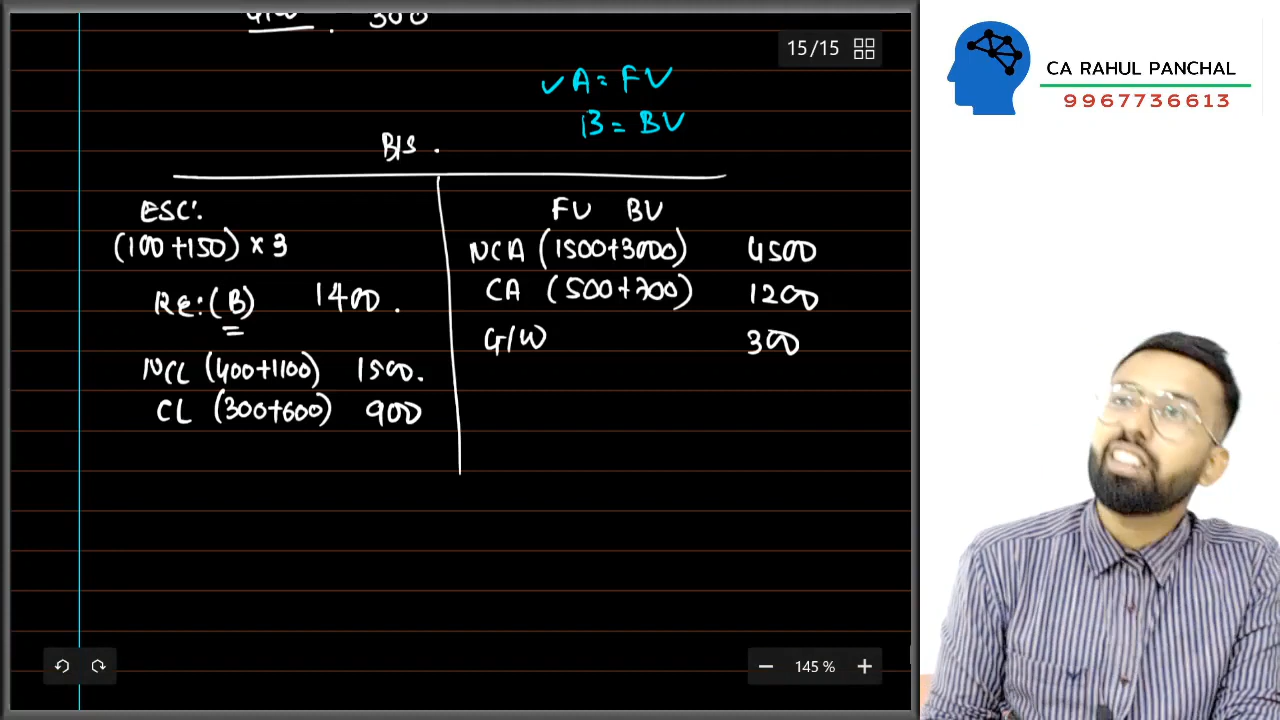 G/W . 300
15/15
CA RAHUL PANCHAL
9967736613
✓ A = FV
B = BV
B/S .
ESC:
(100+150) × 3
RE: (B) 1400 .
NCL (400+1100) 1500.
CL (300+600) 900
FV BV
NCA (1500+3000) 4500
CA (500+700) 1200
G/W 300
145 %